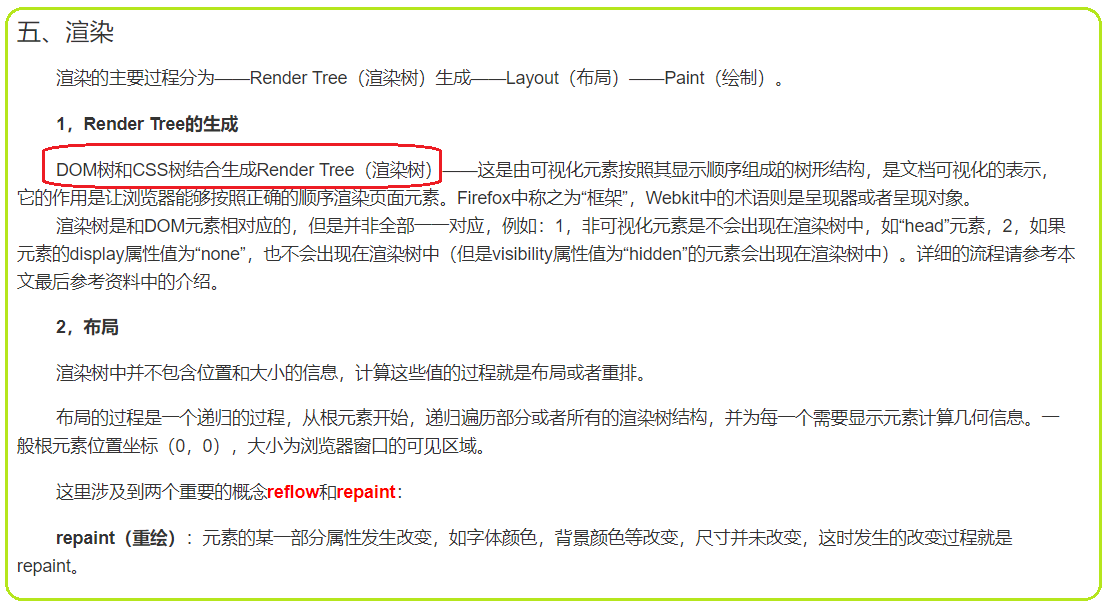 五、渲染
渲染的主要过程分为——Render Tree（渲染树）生成——Layout（布局）——Paint（绘制）。
1，Render Tree的生成
DOM树和CSS树结合生成Render Tree（渲染树）——这是由可视化元素按照其显示顺序组成的树形结构，是文档可视化的表示，
它的作用是让浏览器能够按照正确的顺序渲染页面元素。Firefox中称之为“框架”，Webkit中的术语则是呈现器或者呈现对象。
渲染树是和DOM元素相对应的，但是并非全部一一对应，例如：1，非可视化元素是不会出现在渲染树中，如“head”元素，2，如果
元素的display属性值为“none”，也不会出现在渲染树中（但是visibility属性值为“hidden”的元素会出现在渲染树中）。详细的流程请参考本
文最后参考资料中的介绍。
2，布局
渲染树中并不包含位置和大小的信息，计算这些值的过程就是布局或者重排。
布局的过程是一个递归的过程，从根元素开始，递归遍历部分或者所有的渲染树结构，并为每一个需要显示元素计算几何信息。一
般根元素位置坐标（0，0），大小为浏览器窗口的可见区域。
这里涉及到两个重要的概念reflow和repaint：
repaint（重绘）：元素的某一部分属性发生改变，如字体颜色，背景颜色等改变，尺寸并未改变，这时发生的改变过程就是
repaint。